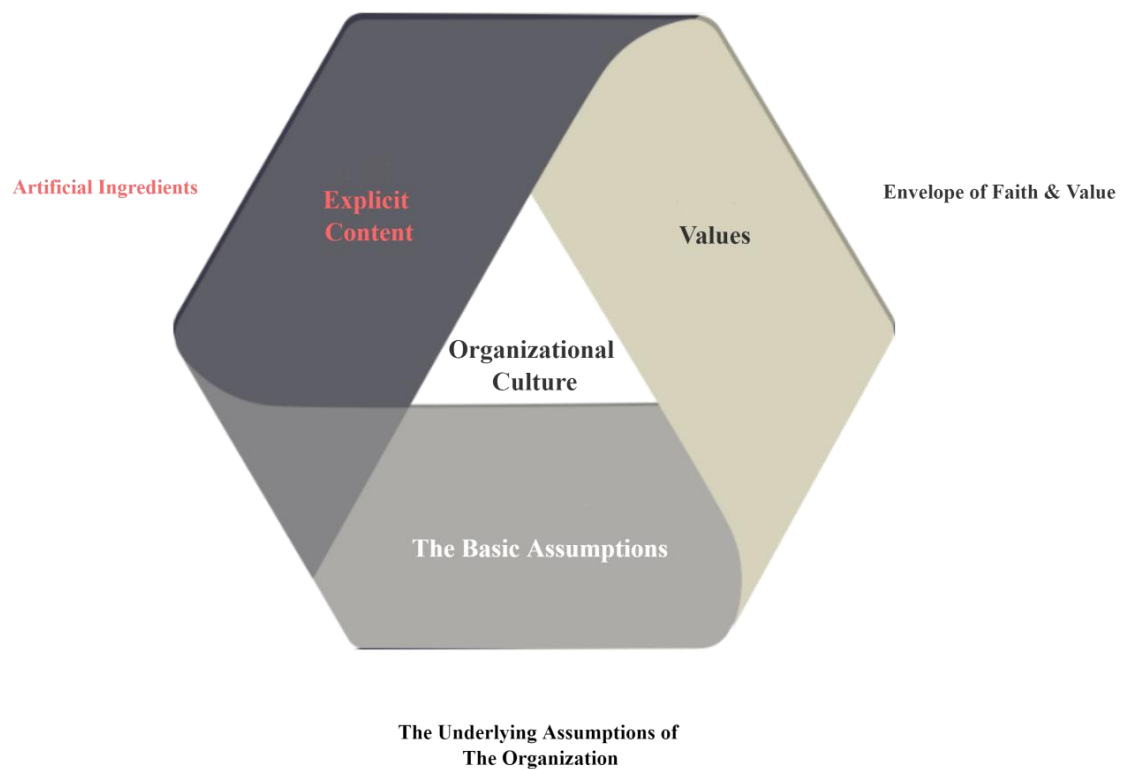 Artificial Ingredients
Explicit
Content
Values
Envelope of Faith & Value
Organizational
Culture
The Basic Assumptions
The Underlying Assumptions of
The Organization